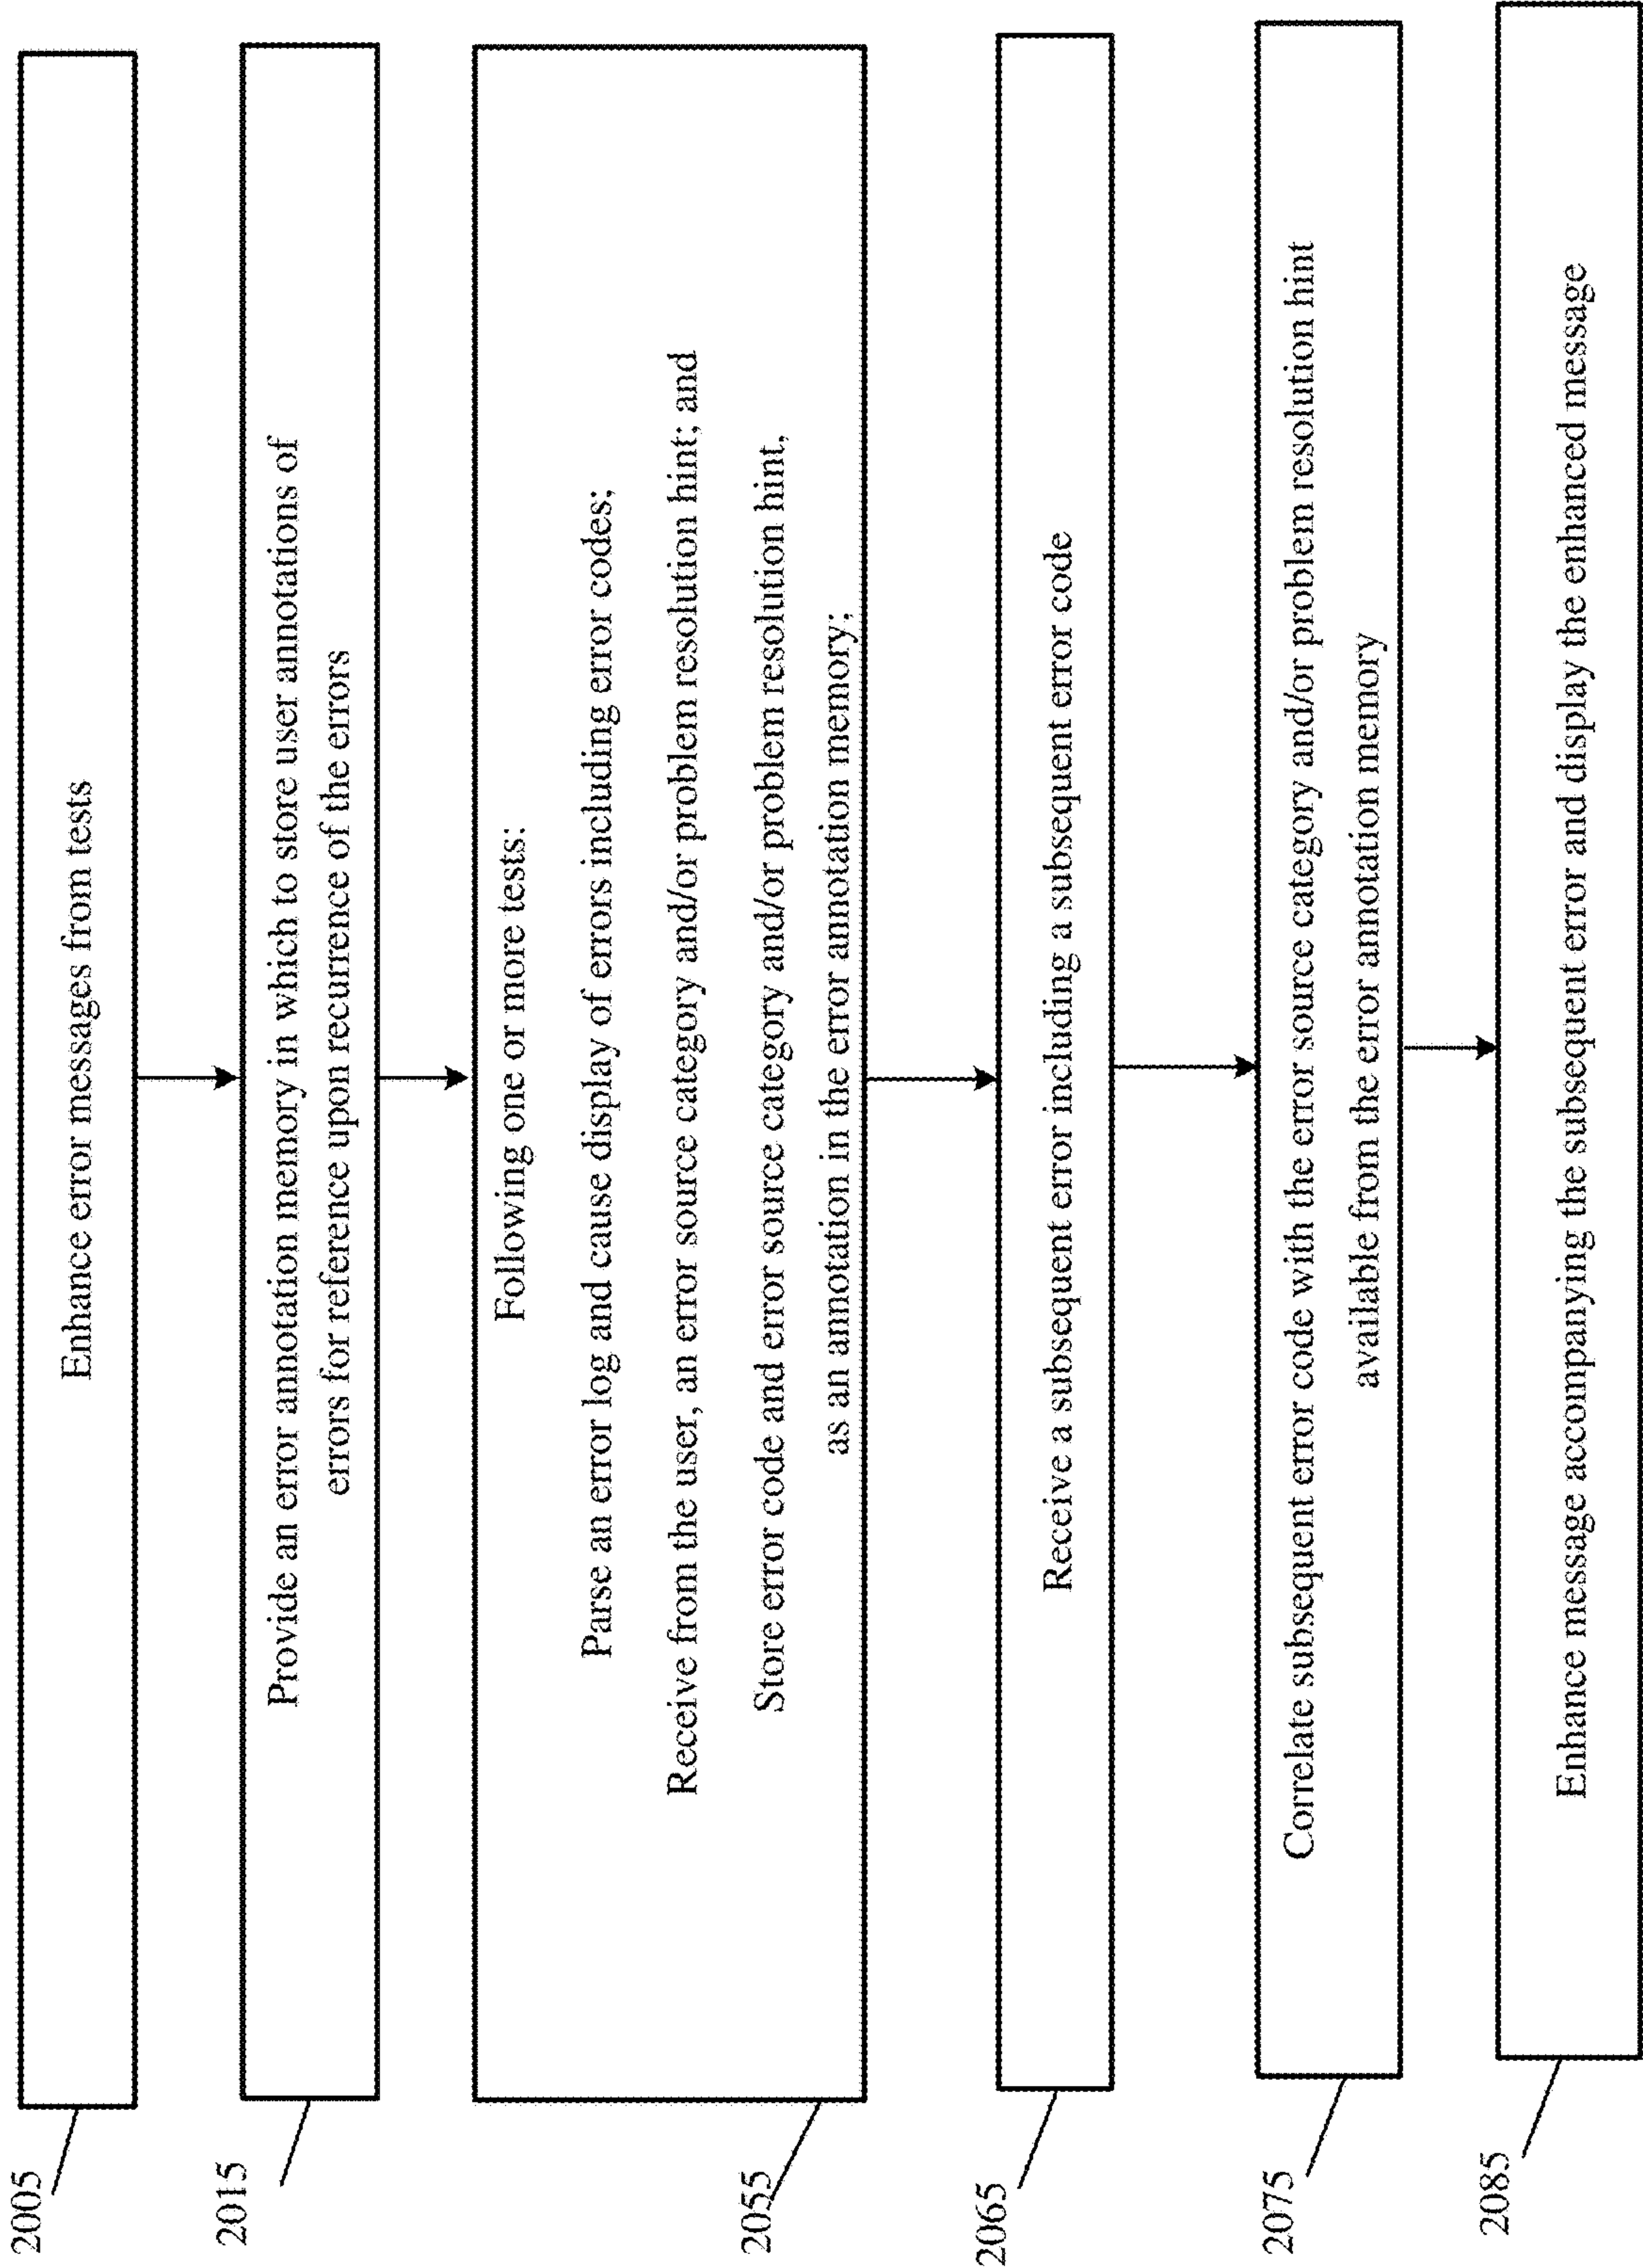 2005
Enhance error messages from tests
2015
Provide an error annotation memory in which to store user annotations of
errors for reference upon recurrence of the errors
2055
Following one or more tests:
Parse an error log and cause display of errors including error codes;
Receive from the user, an error source category and/or problem resolution hint; and
Store error code and error source category and/or problem resolution hint,
as an annotation in the error annotation memory;
2065
Receive a subsequent error including a subsequent error code
2075
Correlate subsequent error code with the error source category and/or problem resolution hint
available from the error annotation memory
2085
Enhance message accompanying the subsequent error and display the enhanced message